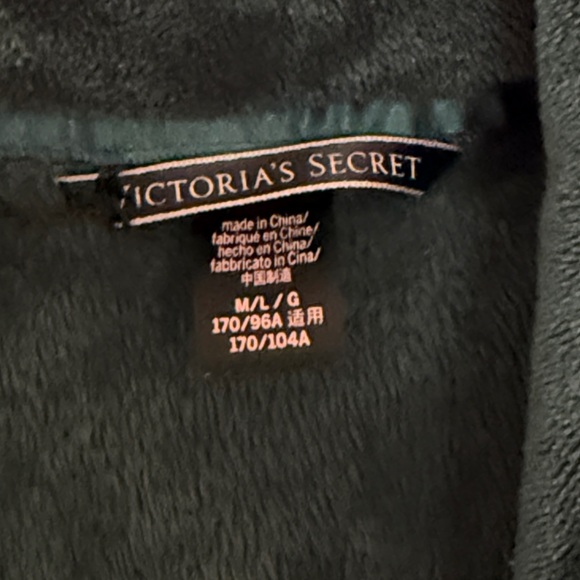 VICTORIA'S SECRET
made in China/
fabriqué en Chine/
hecho en China/
fabbricato in Cina/
中国制造
M/L / G
170/96A 适用
170/104A